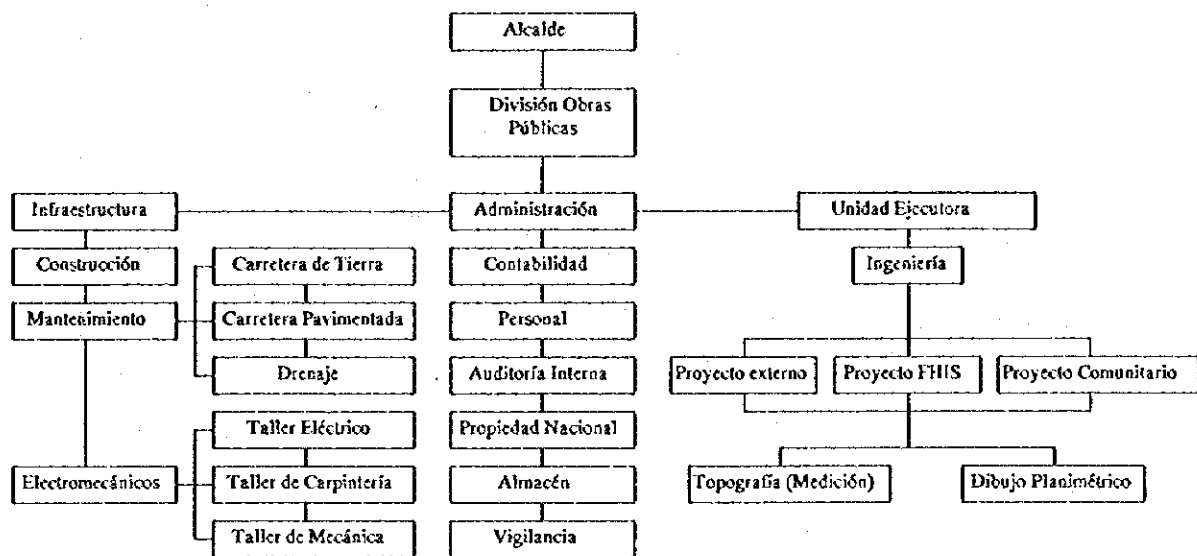 Alcalde
División Obras
Públicas
Infraestructura
Administración
Unidad Ejecutora
Construcción
Carretera de Tierra
Contabilidad
Ingeniería
Mantenimiento
Carretera Pavimentada
Personal
Drenaje
Auditoría Interna
Proyecto externo
Proyecto FHIS
Proyecto Comunitario
Taller Eléctrico
Propiedad Nacional
Electromecánicos
Taller de Carpintería
Almacén
Topografía (Medición)
Dibujo Planimétrico
Taller de Mecánica
Vigilancia